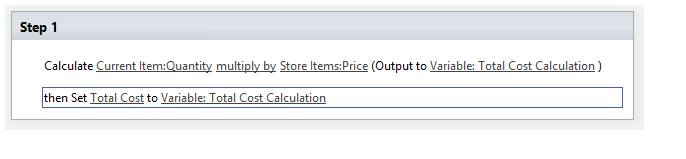 Step 1
Calculate Current Item:Quantity multiply by Store Items:Price (Output to Variable: Total Cost Calculation )
then Set Total Cost to Variable: Total Cost Calculation